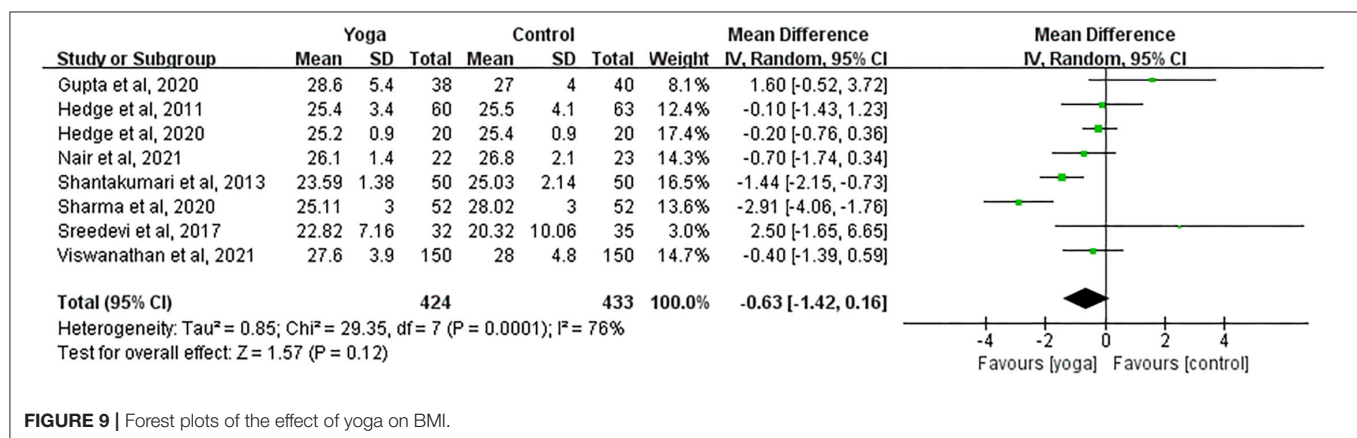 Yoga Control Mean Difference Mean Difference
Study or Subgroup Mean SD Total Mean SD Total Weight IV, Random, 95% CI IV, Random, 95% CI
Gupta et al, 2020 28.6 5.4 38 27 4 40 8.1% 1.60 [-0.52, 3.72]
Hedge et al, 2011 25.4 3.4 60 25.5 4.1 63 12.4% -0.10 [-1.43, 1.23]
Hedge et al, 2020 25.2 0.9 20 25.4 0.9 20 17.4% -0.20 [-0.76, 0.36]
Nair et al, 2021 26.1 1.4 22 26.8 2.1 23 14.3% -0.70 [-1.74, 0.34]
Shantakumari et al, 2013 23.59 1.38 50 25.03 2.14 50 16.5% -1.44 [-2.15, -0.73]
Sharma et al, 2020 25.11 3 52 28.02 3 52 13.6% -2.91 [-4.06, -1.76]
Sreedevi et al, 2017 22.82 7.16 32 20.32 10.06 35 3.0% 2.50 [-1.65, 6.65]
Viswanathan et al, 2021 27.6 3.9 150 28 4.8 150 14.7% -0.40 [-1.39, 0.59]
Total (95% CI) 424 433 100.0% -0.63 [-1.42, 0.16]
Heterogeneity: Tau² = 0.85; Chi² = 29.35, df = 7 (P = 0.0001); I² = 76%
Test for overall effect: Z = 1.57 (P = 0.12)
-4 -2 0 2 4
Favours [yoga] Favours [control]
FIGURE 9 | Forest plots of the effect of yoga on BMI.